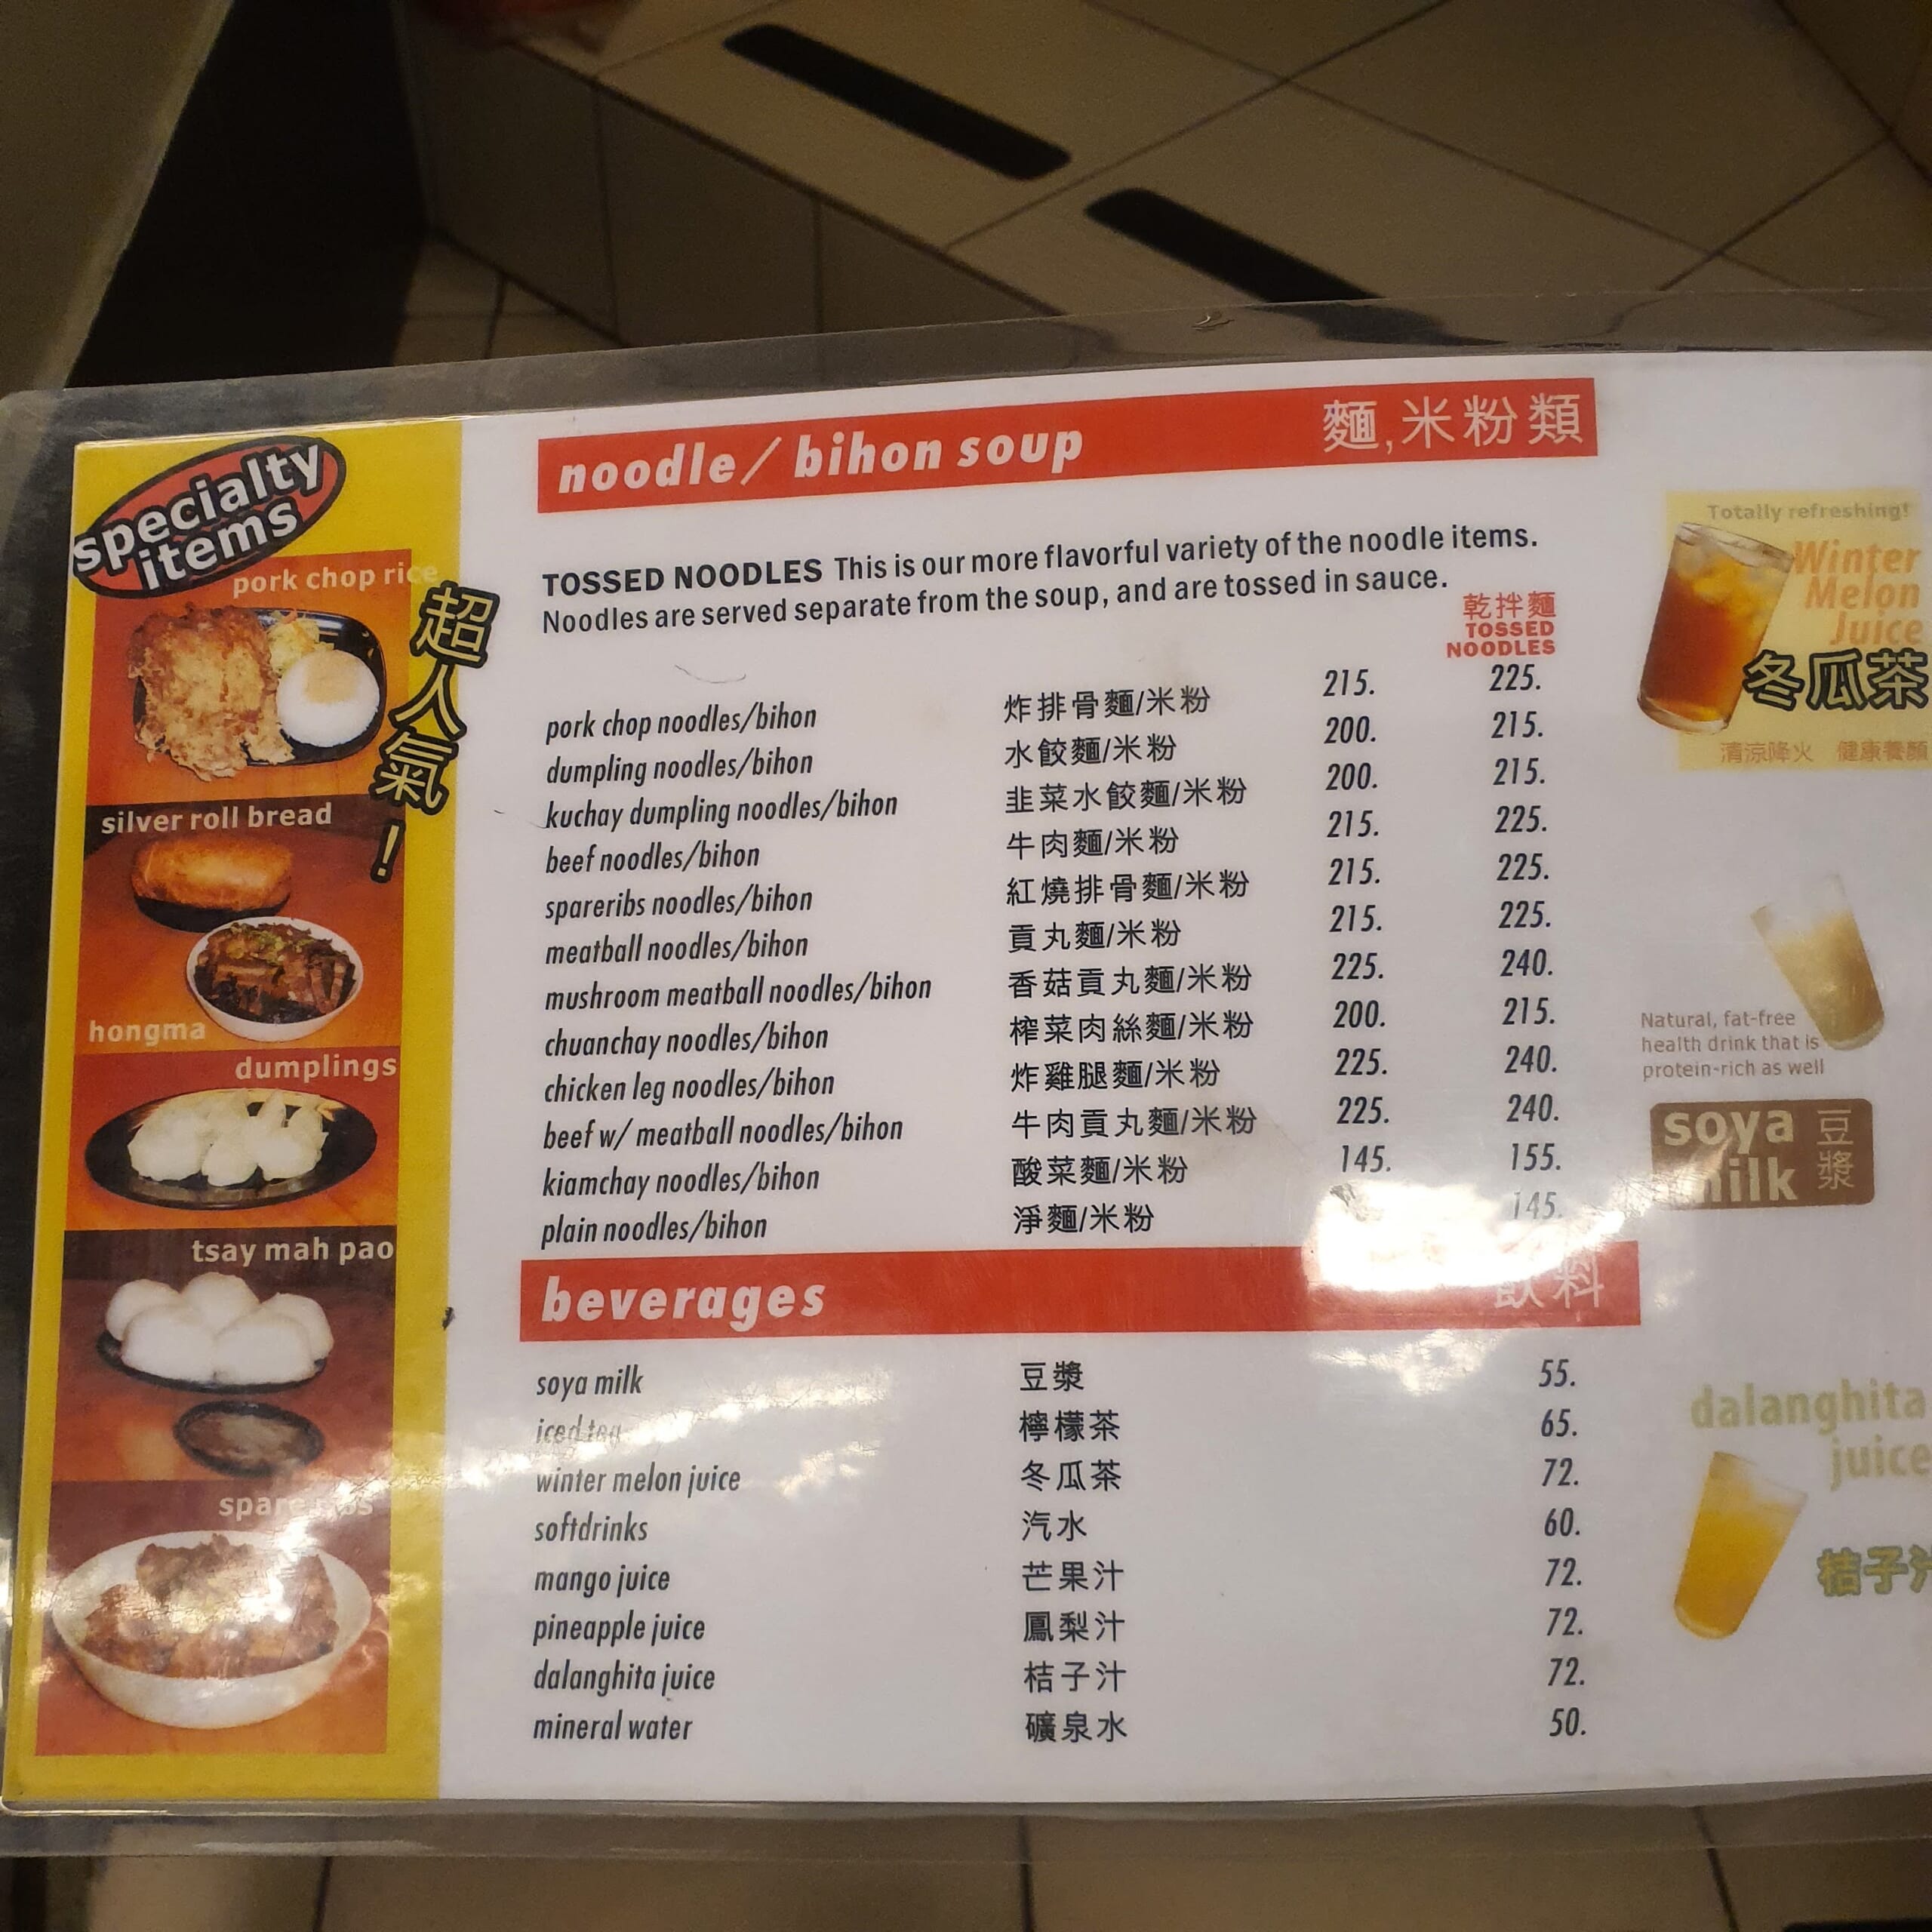 specialty
items
pork chop rice
超人氣!
silver roll bread
hongma
dumplings
tsay mah pao
spareribs
noodle/ bihon soup 麵,米粉類
TOSSED NOODLES This is our more flavorful variety of the noodle items.
Noodles are served separate from the soup, and are tossed in sauce.
乾拌麵
TOSSED
NOODLES
pork chop noodles/bihon 炸排骨麵/米粉 215. 225.
dumpling noodles/bihon 水餃麵/米粉 200. 215.
kuchay dumpling noodles/bihon 韭菜水餃麵/米粉 200. 215.
beef noodles/bihon 牛肉麵/米粉 215. 225.
spareribs noodles/bihon 紅燒排骨麵/米粉 215. 225.
meatball noodles/bihon 貢丸麵/米粉 215. 225.
mushroom meatball noodles/bihon 香菇貢丸麵/米粉 225. 240.
chuanchay noodles/bihon 榨菜肉絲麵/米粉 200. 215.
chicken leg noodles/bihon 炸雞腿麵/米粉 225. 240.
beef w/ meatball noodles/bihon 牛肉貢丸麵/米粉 225. 240.
kiamchay noodles/bihon 酸菜麵/米粉 145. 155.
plain noodles/bihon 淨麵/米粉 145.
beverages 飲料
soya milk 豆漿 55.
iced tea 檸檬茶 65.
winter melon juice 冬瓜茶 72.
softdrinks 汽水 60.
mango juice 芒果汁 72.
pineapple juice 鳳梨汁 72.
dalanghita juice 桔子汁 72.
mineral water 礦泉水 50.
Totally refreshing!
Winter
Melon
Juice
冬瓜茶
清涼降火 健康養顏
Natural, fat-free
health drink that is
protein-rich as well
soya
milk
豆漿
dalanghita
juice
桔子汁